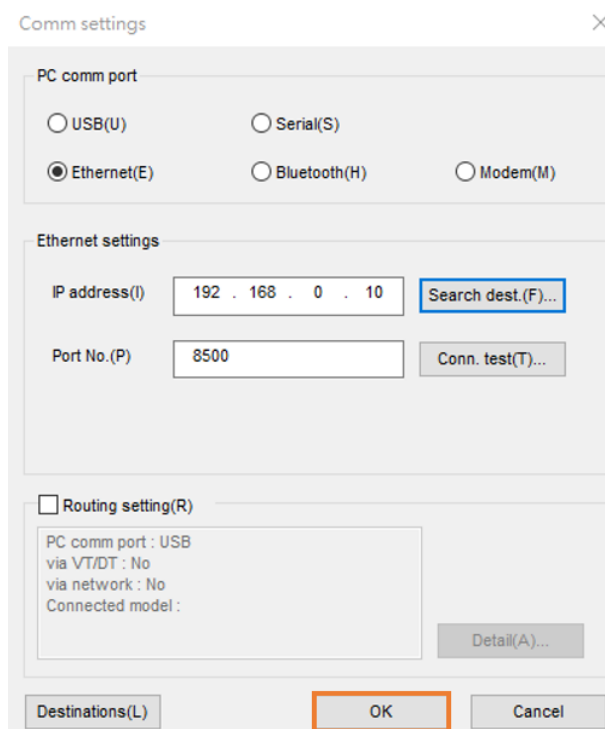 Comm settings
PC comm port
USB(U) Serial(S)
Ethernet(E) Bluetooth(H) Modem(M)
Ethernet settings
IP address(I) 192 . 168 . 0 . 10 Search dest.(F)...
Port No.(P) 8500 Conn. test(T)...
Routing setting(R)
PC comm port : USB
via VT/DT : No
via network : No
Connected model :
Detail(A)...
Destinations(L) OK Cancel